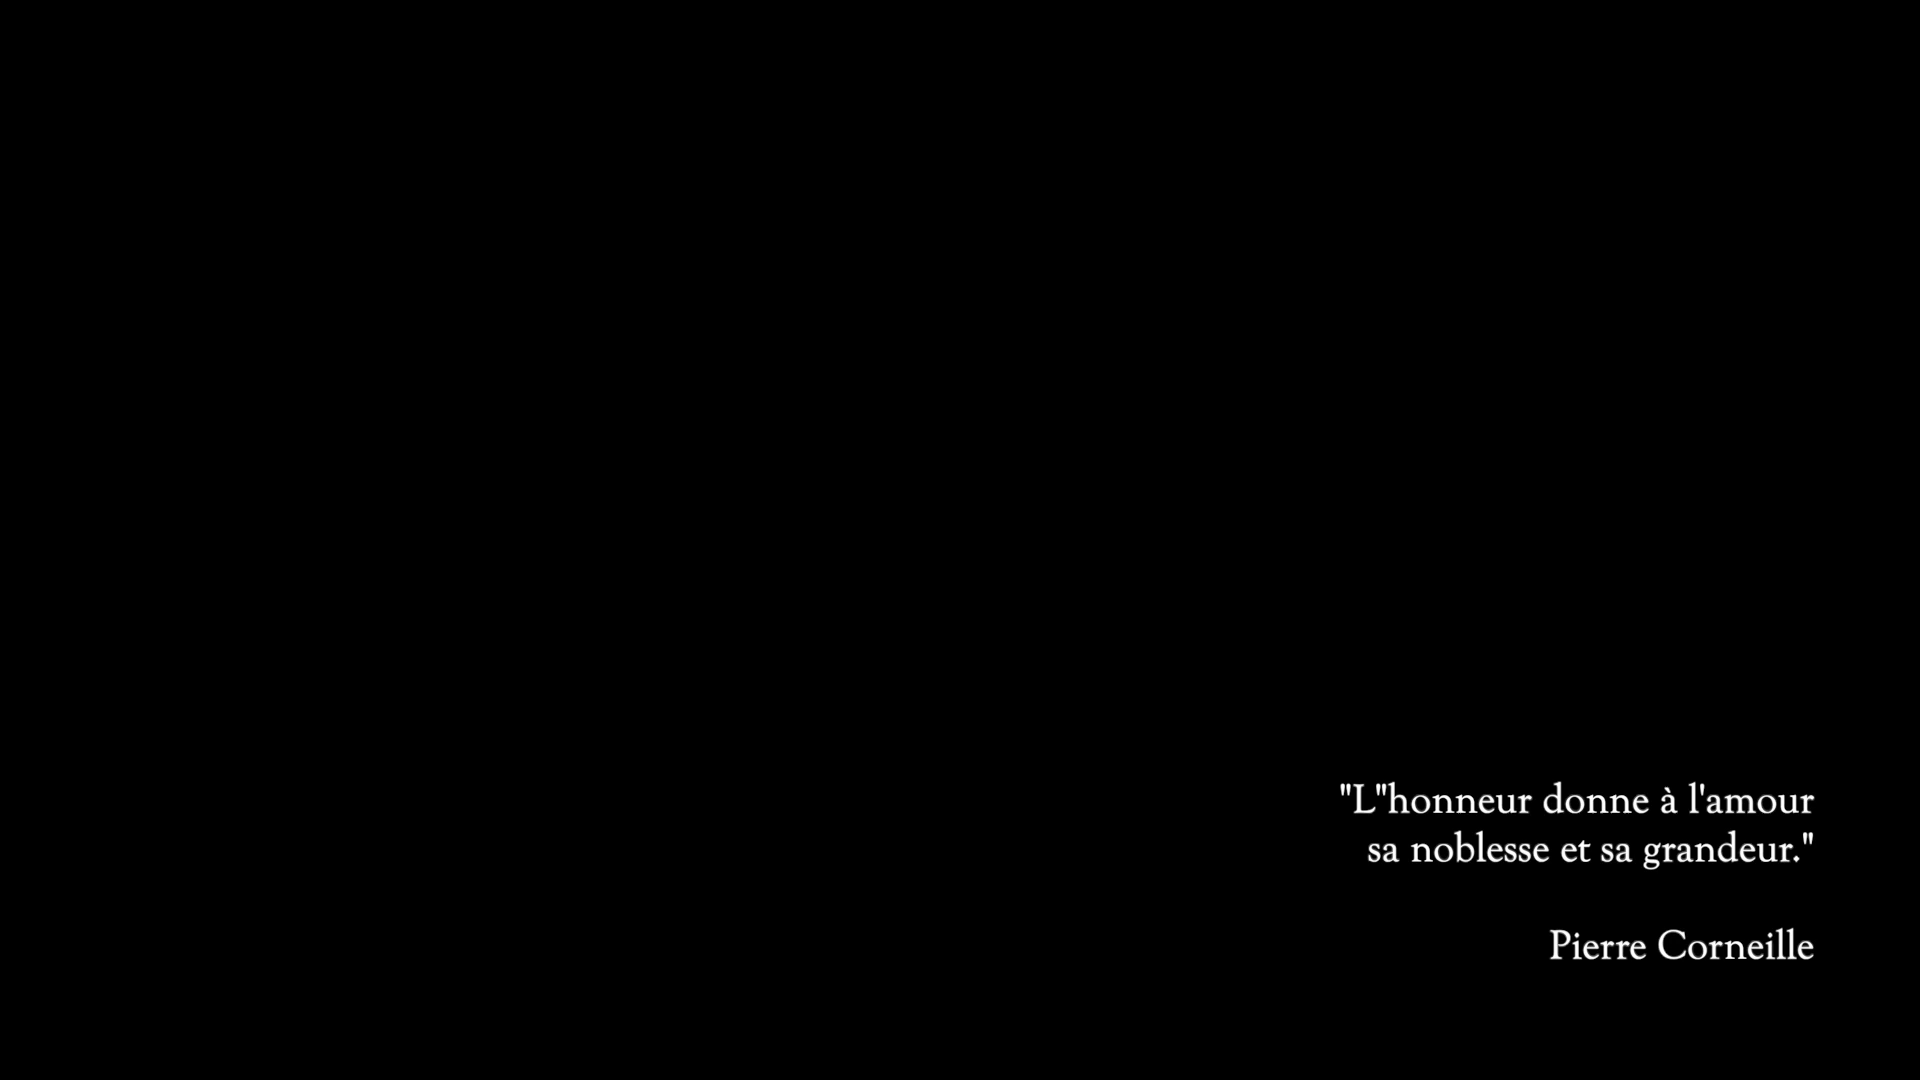 "L"honneur donne à l'amour
sa noblesse et sa grandeur."
Pierre Corneille